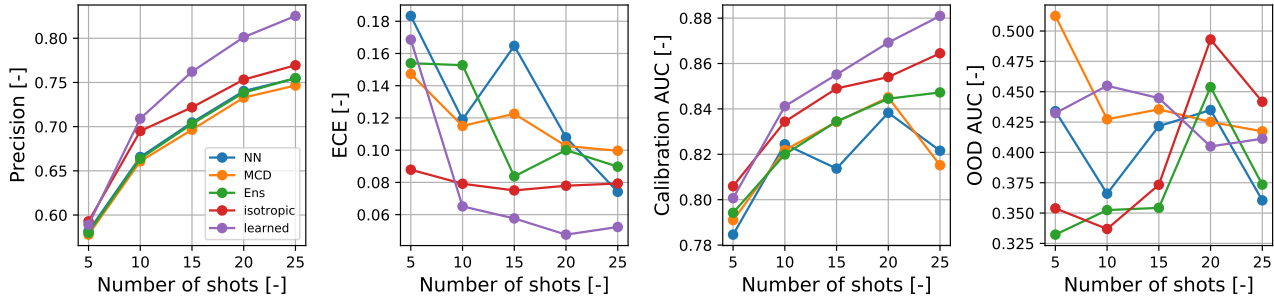 Precision [-]
0.80
0.75
0.70
0.65
0.60
5 10 15 20 25
Number of shots [-]
NN
MCD
Ens
isotropic
learned
ECE [-]
0.18
0.16
0.14
0.12
0.10
0.08
0.06
5 10 15 20 25
Number of shots [-]
Calibration AUC [-]
0.88
0.86
0.84
0.82
0.80
0.78
5 10 15 20 25
Number of shots [-]
OOD AUC [-]
0.500
0.475
0.450
0.425
0.400
0.375
0.350
0.325
5 10 15 20 25
Number of shots [-]